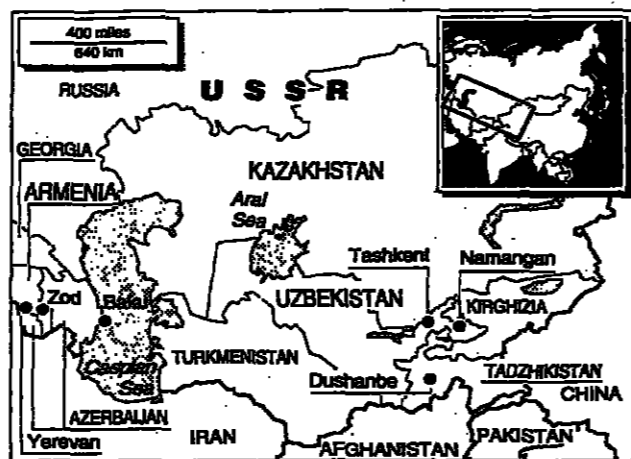 400 miles
640 km
RUSSIA
USSR
GEORGIA
ARMENIA
KAZAKHSTAN
Aral
Sea
Tashkent
Namangan
Zod
UZBEKISTAN
KIRGHIZIA
TURKMENISTAN
Caspian
Sea
Dushanbe
TADZHIKISTAN
CHINA
AZERBAIJAN
Yerevan
IRAN
AFGHANISTAN
PAKISTAN